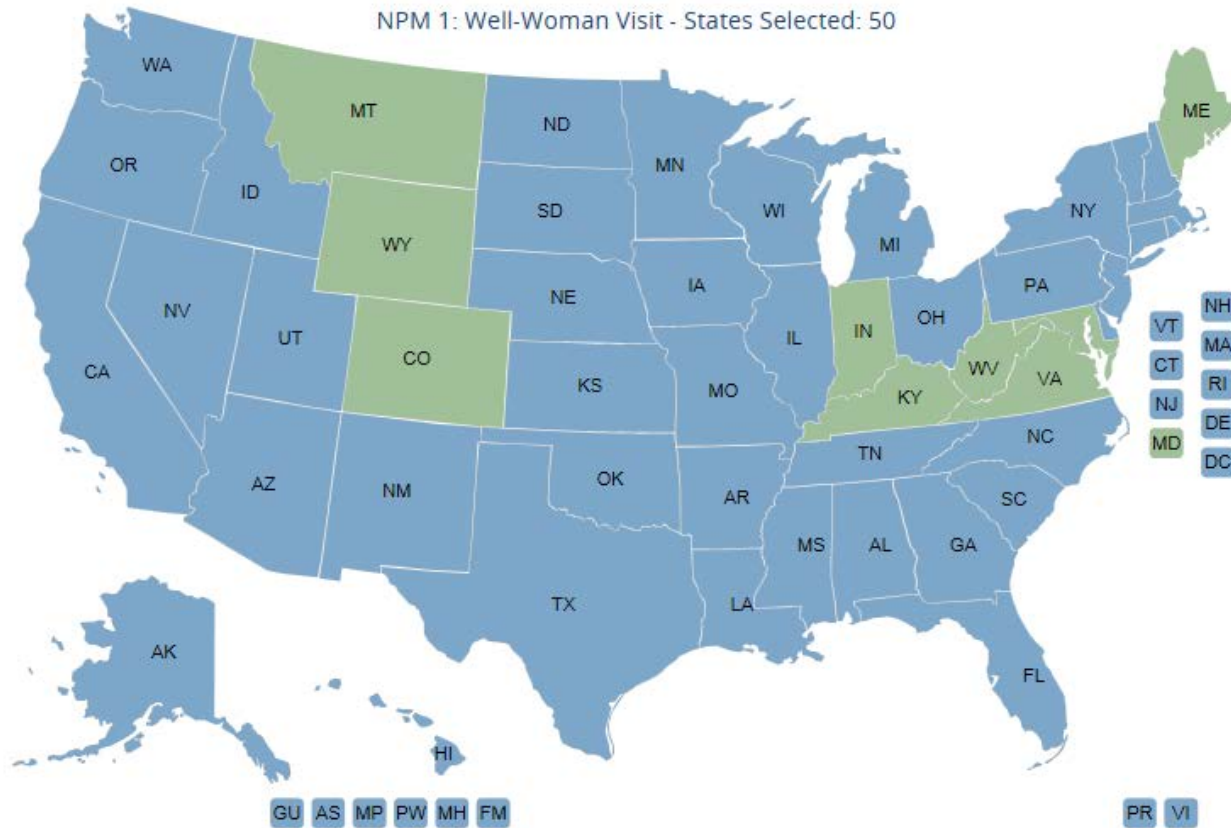 NPM 1: Well-Woman Visit - States Selected: 50
WA
MT
ME
ND
MN
OR
ID
SD
WI
NY
MI
WY
IA
PA
NE
NV
UT
CO
IL
IN
OH
WV
VA
CA
KS
MO
KY
NH
VT
MA
CT
RI
NJ
DE
MD
DC
AZ
NM
OK
TN
NC
AR
SC
MS
AL
GA
TX
LA
AK
FL
HI
GU AS MP PW MH FM
PR VI